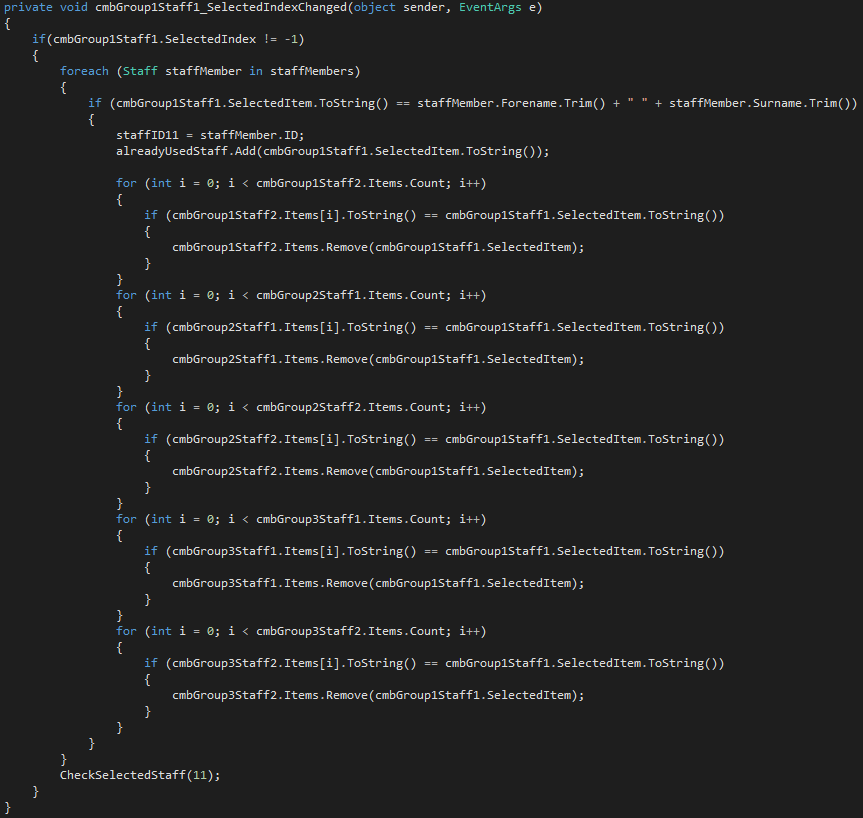 private void cmbGroup1Staff1_SelectedIndexChanged(object sender, EventArgs e)
{
    if(cmbGroup1Staff1.SelectedIndex != -1)
    {
        foreach (Staff staffMember in staffMembers)
        {
            if (cmbGroup1Staff1.SelectedItem.ToString() == staffMember.Forename.Trim() + " " + staffMember.Surname.Trim())
            {
                staffID11 = staffMember.ID;
                alreadyUsedStaff.Add(cmbGroup1Staff1.SelectedItem.ToString());

                for (int i = 0; i < cmbGroup1Staff2.Items.Count; i++)
                {
                    if (cmbGroup1Staff2.Items[i].ToString() == cmbGroup1Staff1.SelectedItem.ToString())
                    {
                        cmbGroup1Staff2.Items.Remove(cmbGroup1Staff1.SelectedItem);
                    }
                }
                for (int i = 0; i < cmbGroup2Staff1.Items.Count; i++)
                {
                    if (cmbGroup2Staff1.Items[i].ToString() == cmbGroup1Staff1.SelectedItem.ToString())
                    {
                        cmbGroup2Staff1.Items.Remove(cmbGroup1Staff1.SelectedItem);
                    }
                }
                for (int i = 0; i < cmbGroup2Staff2.Items.Count; i++)
                {
                    if (cmbGroup2Staff2.Items[i].ToString() == cmbGroup1Staff1.SelectedItem.ToString())
                    {
                        cmbGroup2Staff2.Items.Remove(cmbGroup1Staff1.SelectedItem);
                    }
                }
                for (int i = 0; i < cmbGroup3Staff1.Items.Count; i++)
                {
                    if (cmbGroup3Staff1.Items[i].ToString() == cmbGroup1Staff1.SelectedItem.ToString())
                    {
                        cmbGroup3Staff1.Items.Remove(cmbGroup1Staff1.SelectedItem);
                    }
                }
                for (int i = 0; i < cmbGroup3Staff2.Items.Count; i++)
                {
                    if (cmbGroup3Staff2.Items[i].ToString() == cmbGroup1Staff1.SelectedItem.ToString())
                    {
                        cmbGroup3Staff2.Items.Remove(cmbGroup1Staff1.SelectedItem);
                    }
                }
            }
        }
        CheckSelectedStaff(11);
    }
}